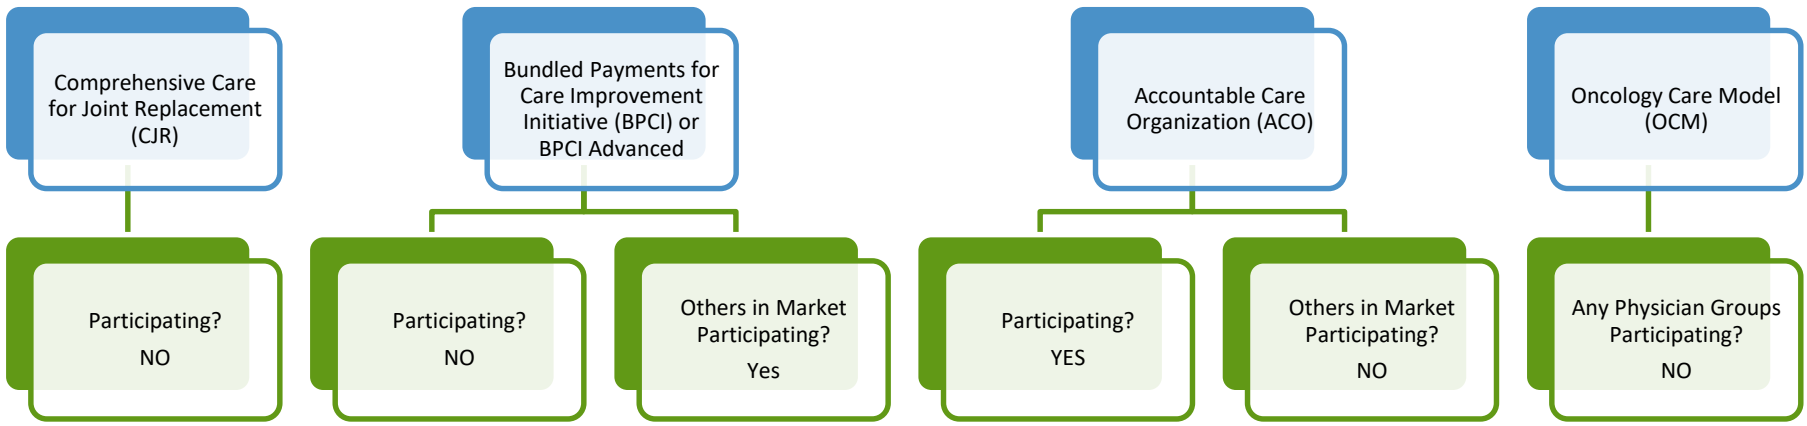 Comprehensive Care
for Joint Replacement
(CJR)
Bundled Payments for
Care Improvement
Initiative (BPCI) or
BPCI Advanced
Accountable Care
Organization (ACO)
Oncology Care Model
(OCM)
Participating?
NO
Participating?
NO
Others in Market
Participating?
Yes
Participating?
YES
Others in Market
Participating?
NO
Any Physician Groups
Participating?
NO